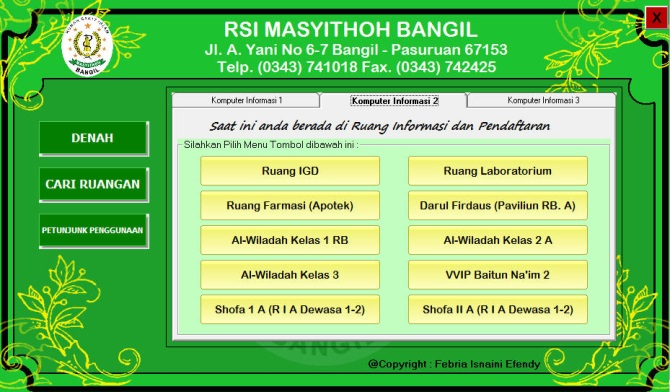 RSI MASYITHOH BANGIL
Jl. A. Yani No 6-7 Bangil - Pasuruan 67153
Telp. (0343) 741018 Fax. (0343) 742425
X
MASYITHOH
BANGIL
Komputer Informasi 1
Komputer Informasi 2
Komputer Informasi 3
Saat ini anda berada di Ruang Informasi dan Pendaftaran
Silahkan Pilih Menu Tombol dibawah ini :
DENAH
CARI RUANGAN
PETUNJUNK PENGGUNAAN
Ruang IGD
Ruang Laboratorium
Ruang Farmasi (Apotek)
Darul Firdaus (Paviliun RB. A)
Al-Wiladah Kelas 1 RB
Al-Wiladah Kelas 2 A
Al-Wiladah Kelas 3
VVIP Baitun Na'im 2
Shofa 1 A (R I A Dewasa 1-2)
Shofa II A (R I A Dewasa 1-2)
BANGIL
@Copyright : Febria Isnaini Efendy